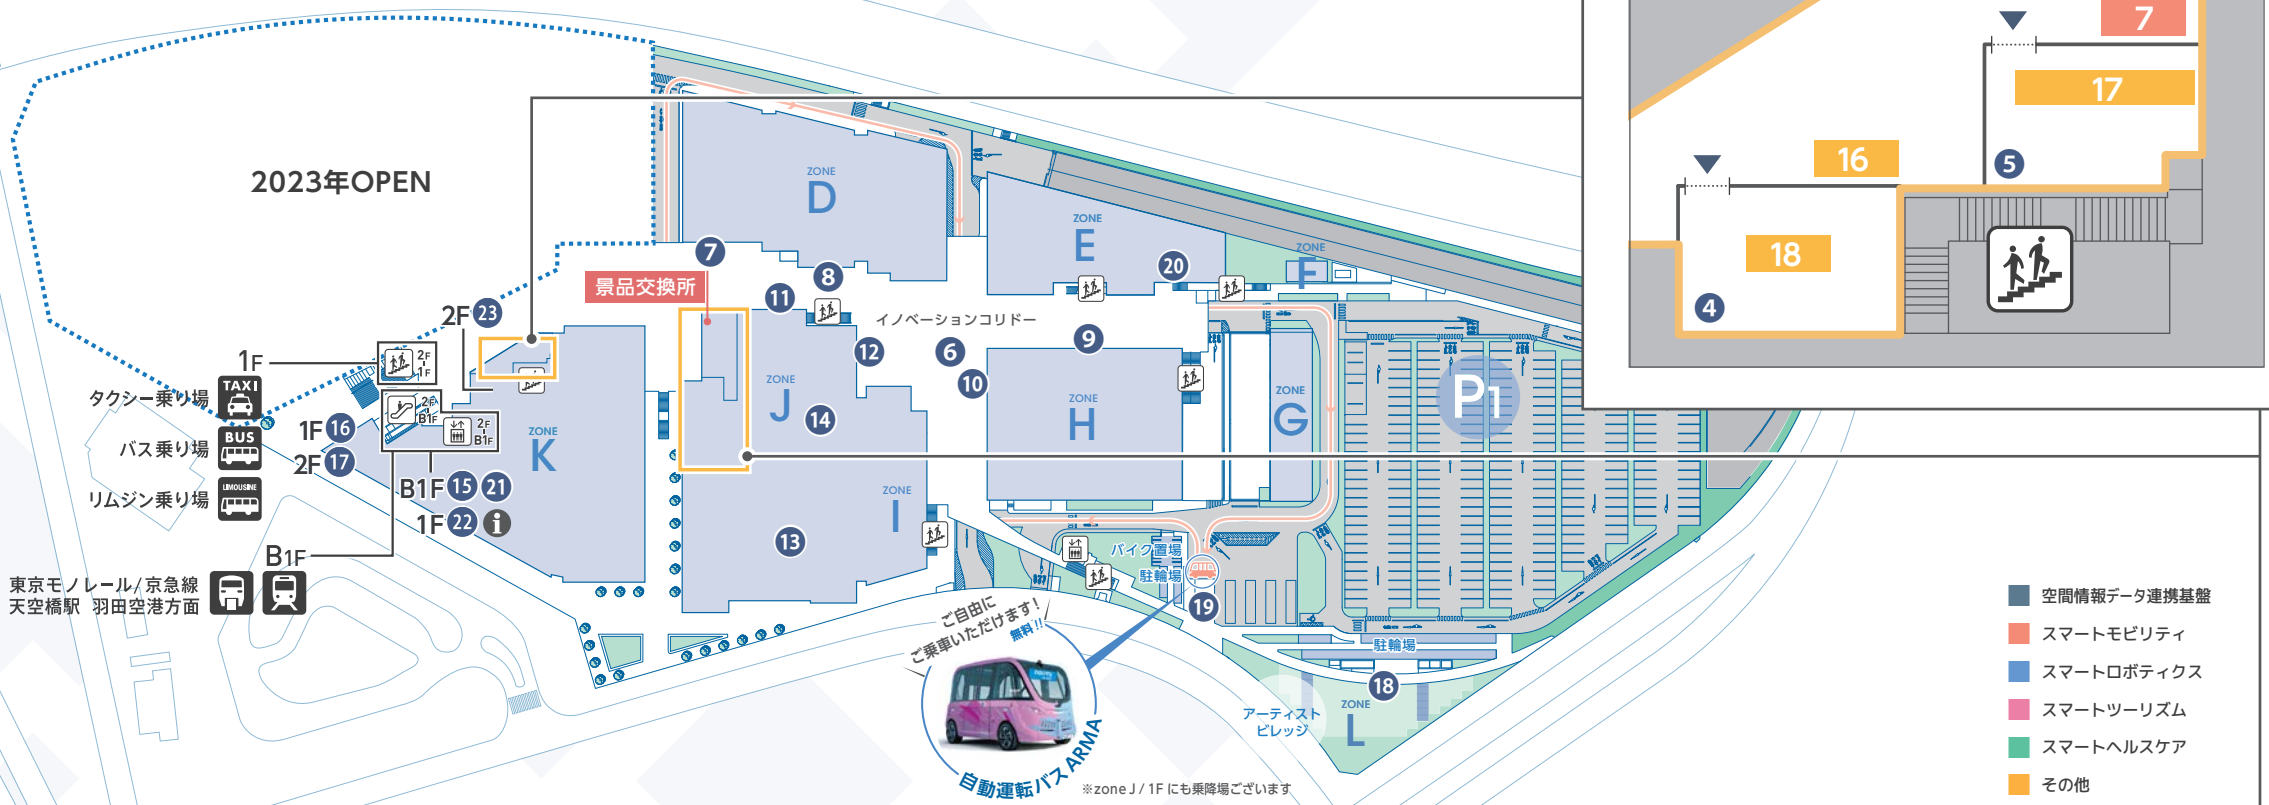 2023年OPEN
ZONE
D
ZONE
E
ZONE
F
7
8
20
景品交換所
11
イノベーションコリドー
2F 23
12
6
9
10
1F
2F
1F
TAXI
タクシー乗り場
2F
B1F
2F
B1F
BUS
バス乗り場
1F 16
2F 17
LIMOUSINE
リムジン乗り場
B1F 15 21
1F 22 i
B1F
東京モノレール/京急線
天空橋駅 羽田空港方面
ZONE
K
ZONE
J
14
ZONE
H
ZONE
G
P1
ZONE
I
13
バイク置場
駐輪場
19
ご自由に
ご乗車いただけます!
無料!!
自動運転バス ARMA
※zone J / 1F にも乗降場ございます
駐輪場
18
アーティスト
ビレッジ
ZONE
L
7
17
16
5
18
4
空間情報データ連携基盤
スマートモビリティ
スマートロボティクス
スマートツーリズム
スマートヘルスケア
その他